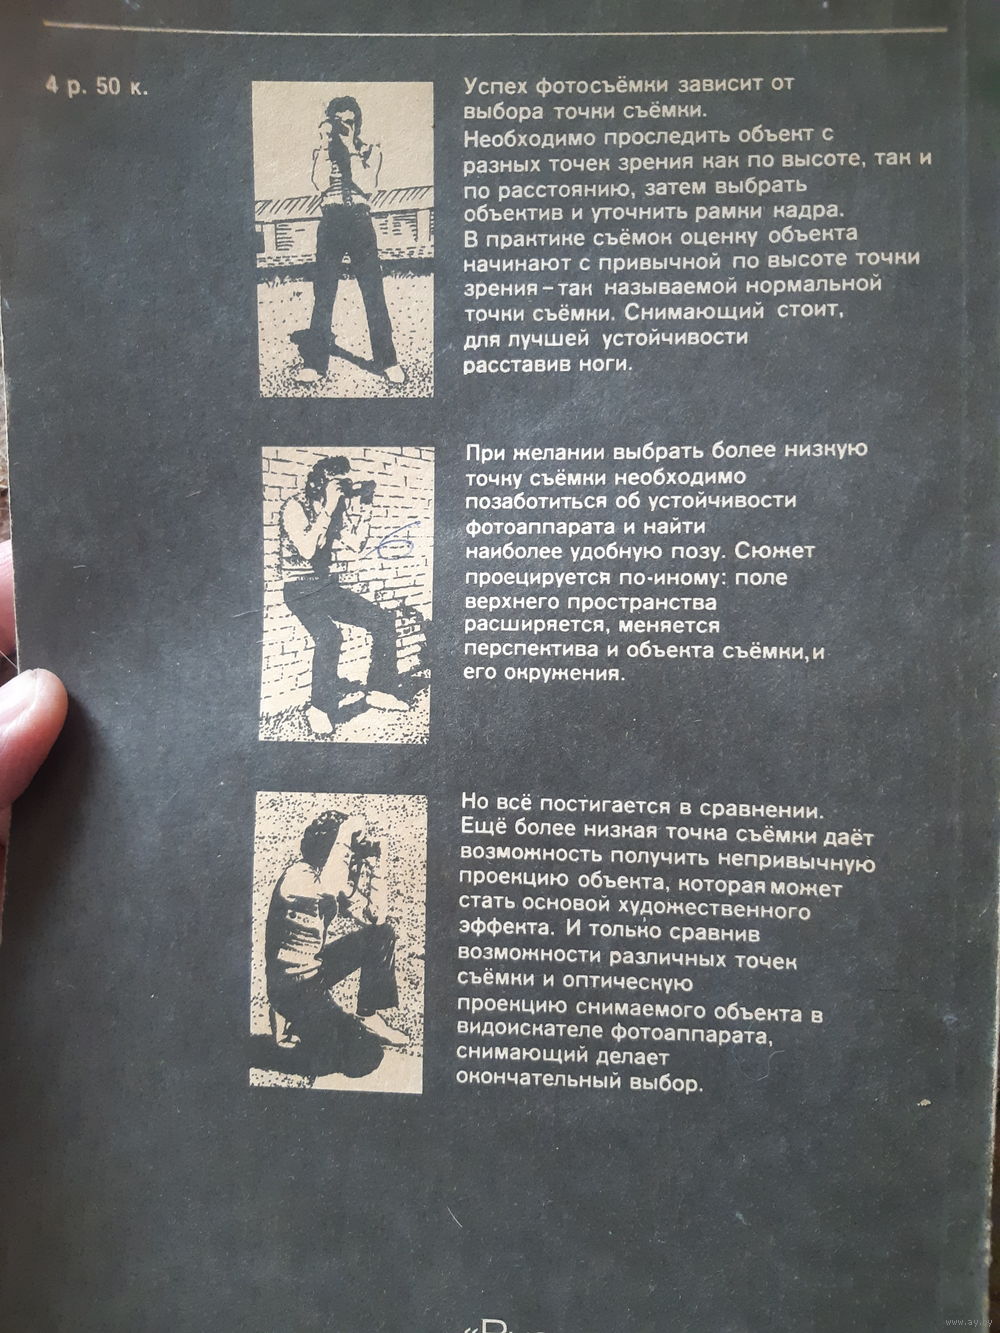 4 р. 50 к.
Успех фотосъёмки зависит от
выбора точки съёмки.
Необходимо проследить объект с
разных точек зрения как по высоте, так и
по расстоянию, затем выбрать
объектив и уточнить рамки кадра.
В практике съёмок оценку объекта
начинают с привычной по высоте точки
зрения – так называемой нормальной
точки съёмки. Снимающий стоит,
для лучшей устойчивости
расставив ноги.
При желании выбрать более низкую
точку съёмки необходимо
позаботиться об устойчивости
фотоаппарата и найти
наиболее удобную позу. Сюжет
проецируется по-иному: поле
верхнего пространства
расширяется, меняется
перспектива и объекта съёмки, и
его окружения.
Но всё постигается в сравнении.
Ещё более низкая точка съёмки даёт
возможность получить непривычную
проекцию объекта, которая может
стать основой художественного
эффекта. И только сравнив
возможности различных точек
съёмки и оптическую
проекцию снимаемого объекта в
видоискателе фотоаппарата,
снимающий делает
окончательный выбор.
www.ay.by